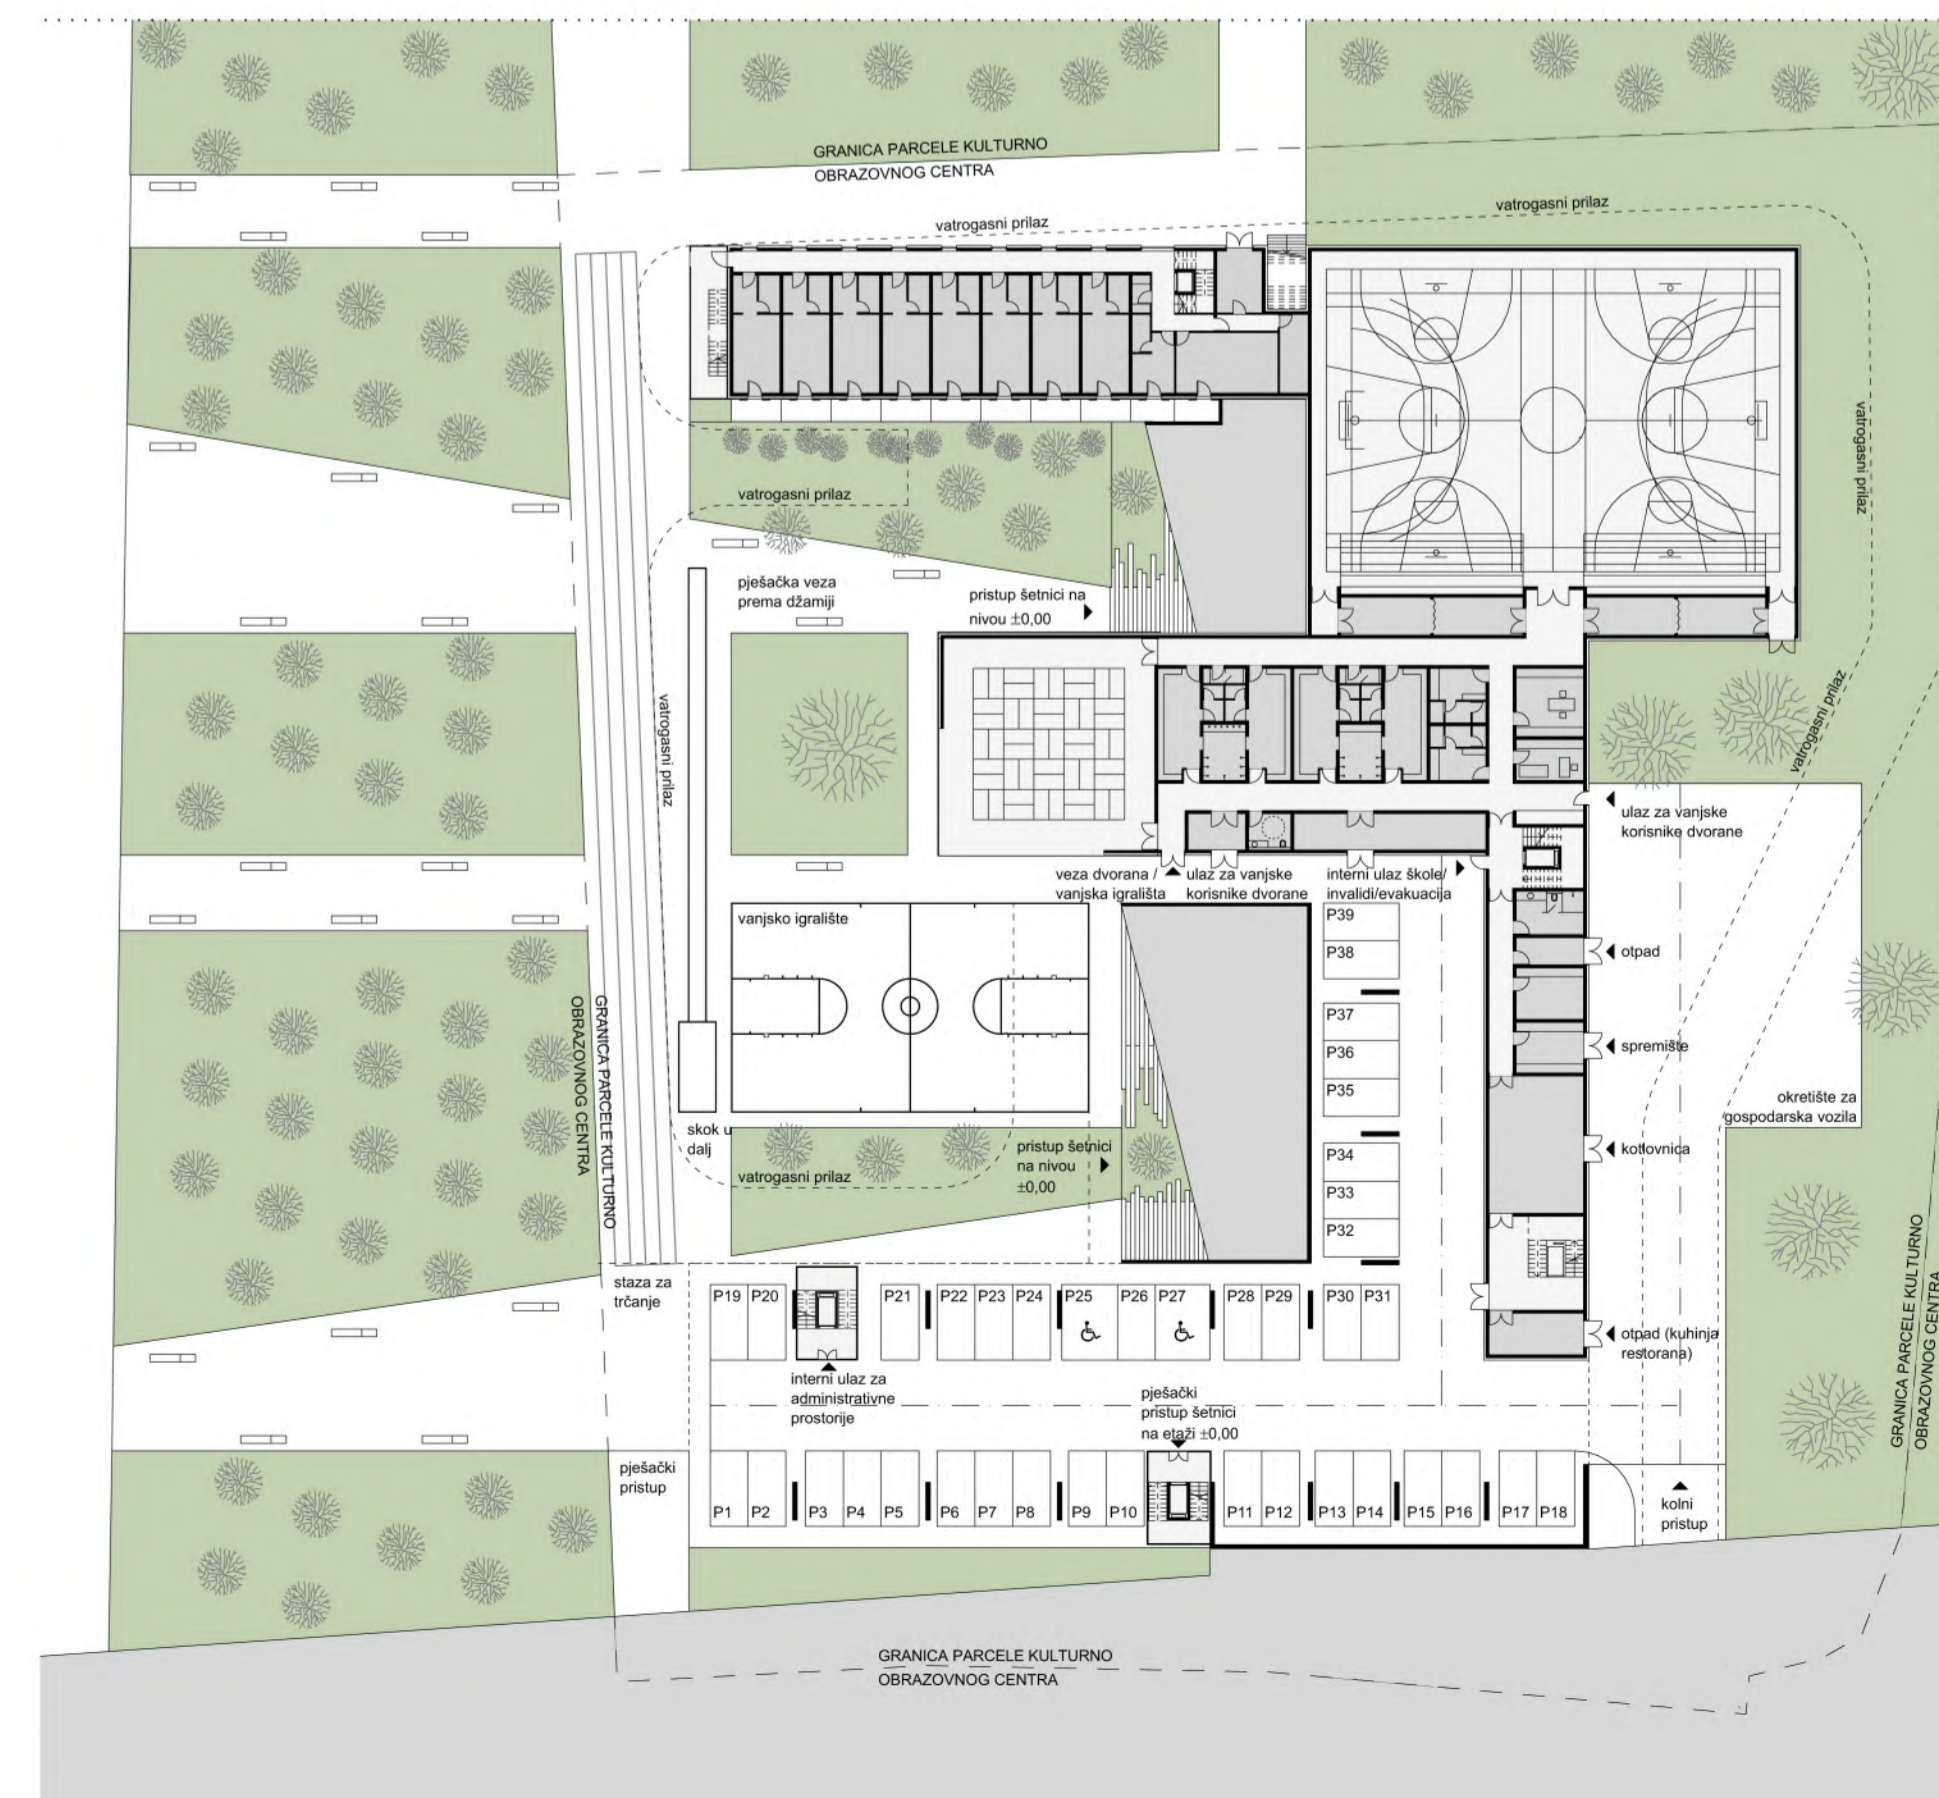 GRANICA PARCELE KULTURNO
OBRAZOVNOG CENTRA
vatrogasni prilaz
vatrogasni prilaz
vatrogasni prilaz
vatrogasni prilaz
pješačka veza
prema džamiji
pristup šetnici na
nivou ±0,00
vatrogasni prilaz
vatrogasni prilaz
ulaz za vanjske
korisnike dvorane
veza dvorana /
vanjska igrališta
ulaz za vanjske
korisnike dvorane
interni ulaz škole/
invalidi/evakuacija
vanjsko igralište
P39
P38
P37
P36
P35
P34
P33
P32
otpad
spremište
okretište za
gospodarska vozila
kotlovnica
GRANICA PARCELE KULTURNO
OBRAZOVNOG CENTRA
skok u
dalj
vatrogasni prilaz
pristup šetnici
na nivou
±0,00
GRANICA PARCELE KULTURNO
OBRAZOVNOG CENTRA
staza za
trčanje
P19 P20 P21 P22 P23 P24 P25 P26 P27 P28 P29 P30 P31
otpad (kuhinja
restorana)
interni ulaz za
administrativne
prostorije
pješački
pristup šetnici
na etaži ±0,00
pješački
pristup
P1 P2 P3 P4 P5 P6 P7 P8 P9 P10 P11 P12 P13 P14 P15 P16 P17 P18
kolni
pristup
GRANICA PARCELE KULTURNO
OBRAZOVNOG CENTRA